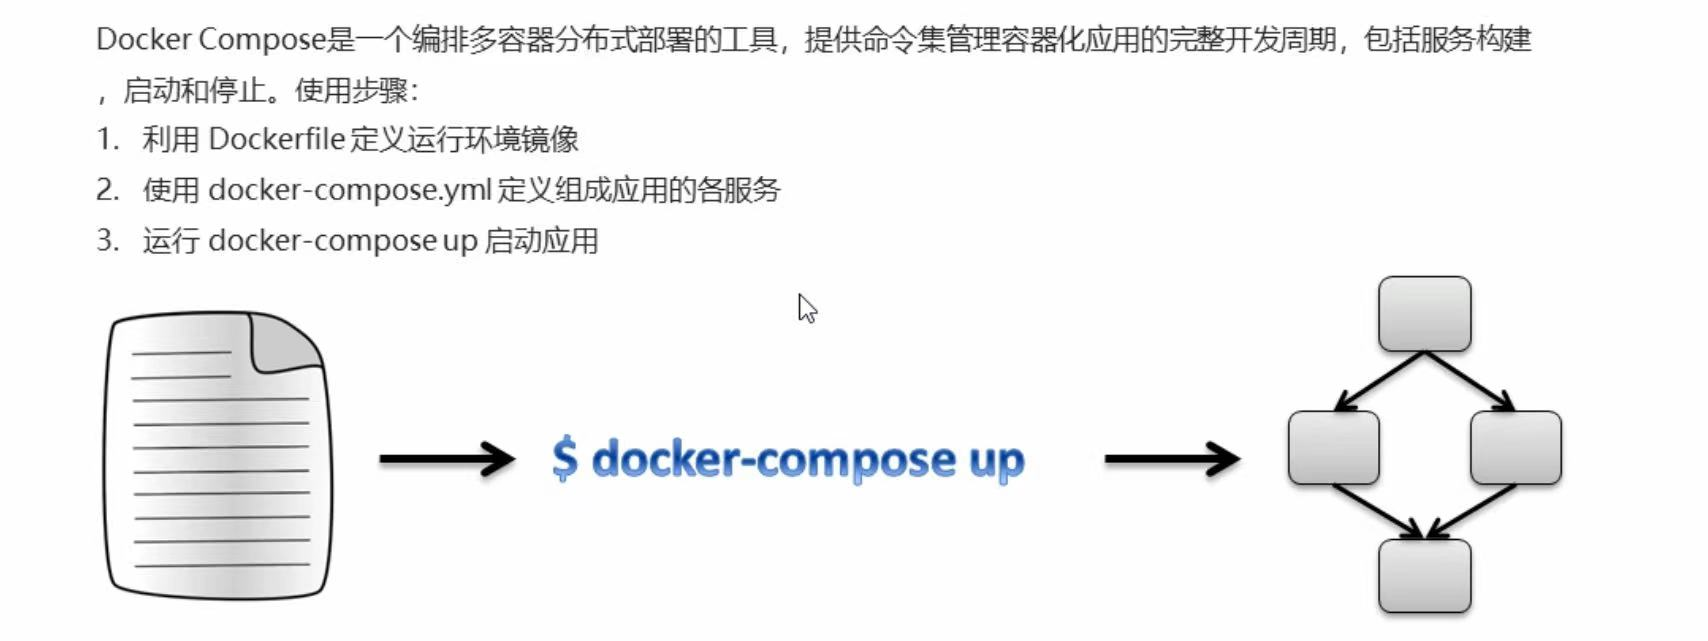 Docker Compose是一个编排多容器分布式部署的工具，提供命令集管理容器化应用的完整开发周期，包括服务构建
，启动和停止。使用步骤：
1. 利用 Dockerfile 定义运行环境镜像
2. 使用 docker-compose.yml 定义组成应用的各服务
3. 运行 docker-compose up 启动应用
$ docker-compose up